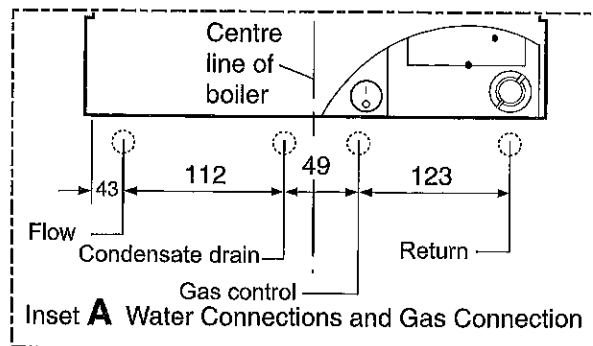 Centre
line of
boiler
43
112
49
123
Flow
Condensate drain
Return
Gas control
Inset A Water Connections and Gas Connection